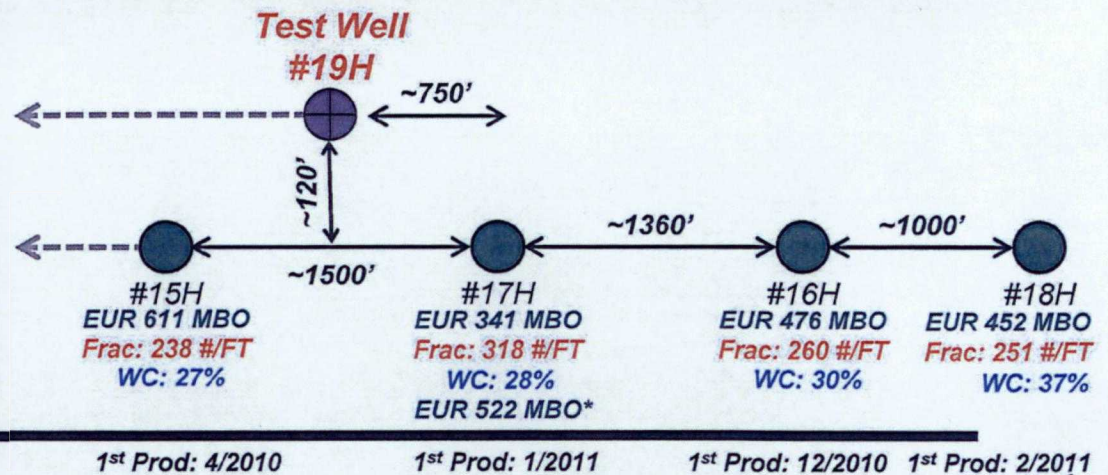 Test Well
#19H
~750'
~120'
~1500'
~1360'
~1000'
#15H
EUR 611 MBO
Frac: 238 #/FT
WC: 27%
#17H
EUR 341 MBO
Frac: 318 #/FT
WC: 28%
EUR 522 MBO*
#16H
EUR 476 MBO
Frac: 260 #/FT
WC: 30%
#18H
EUR 452 MBO
Frac: 251 #/FT
WC: 37%
1st Prod: 4/2010
1st Prod: 1/2011
1st Prod: 12/2010
1st Prod: 2/2011